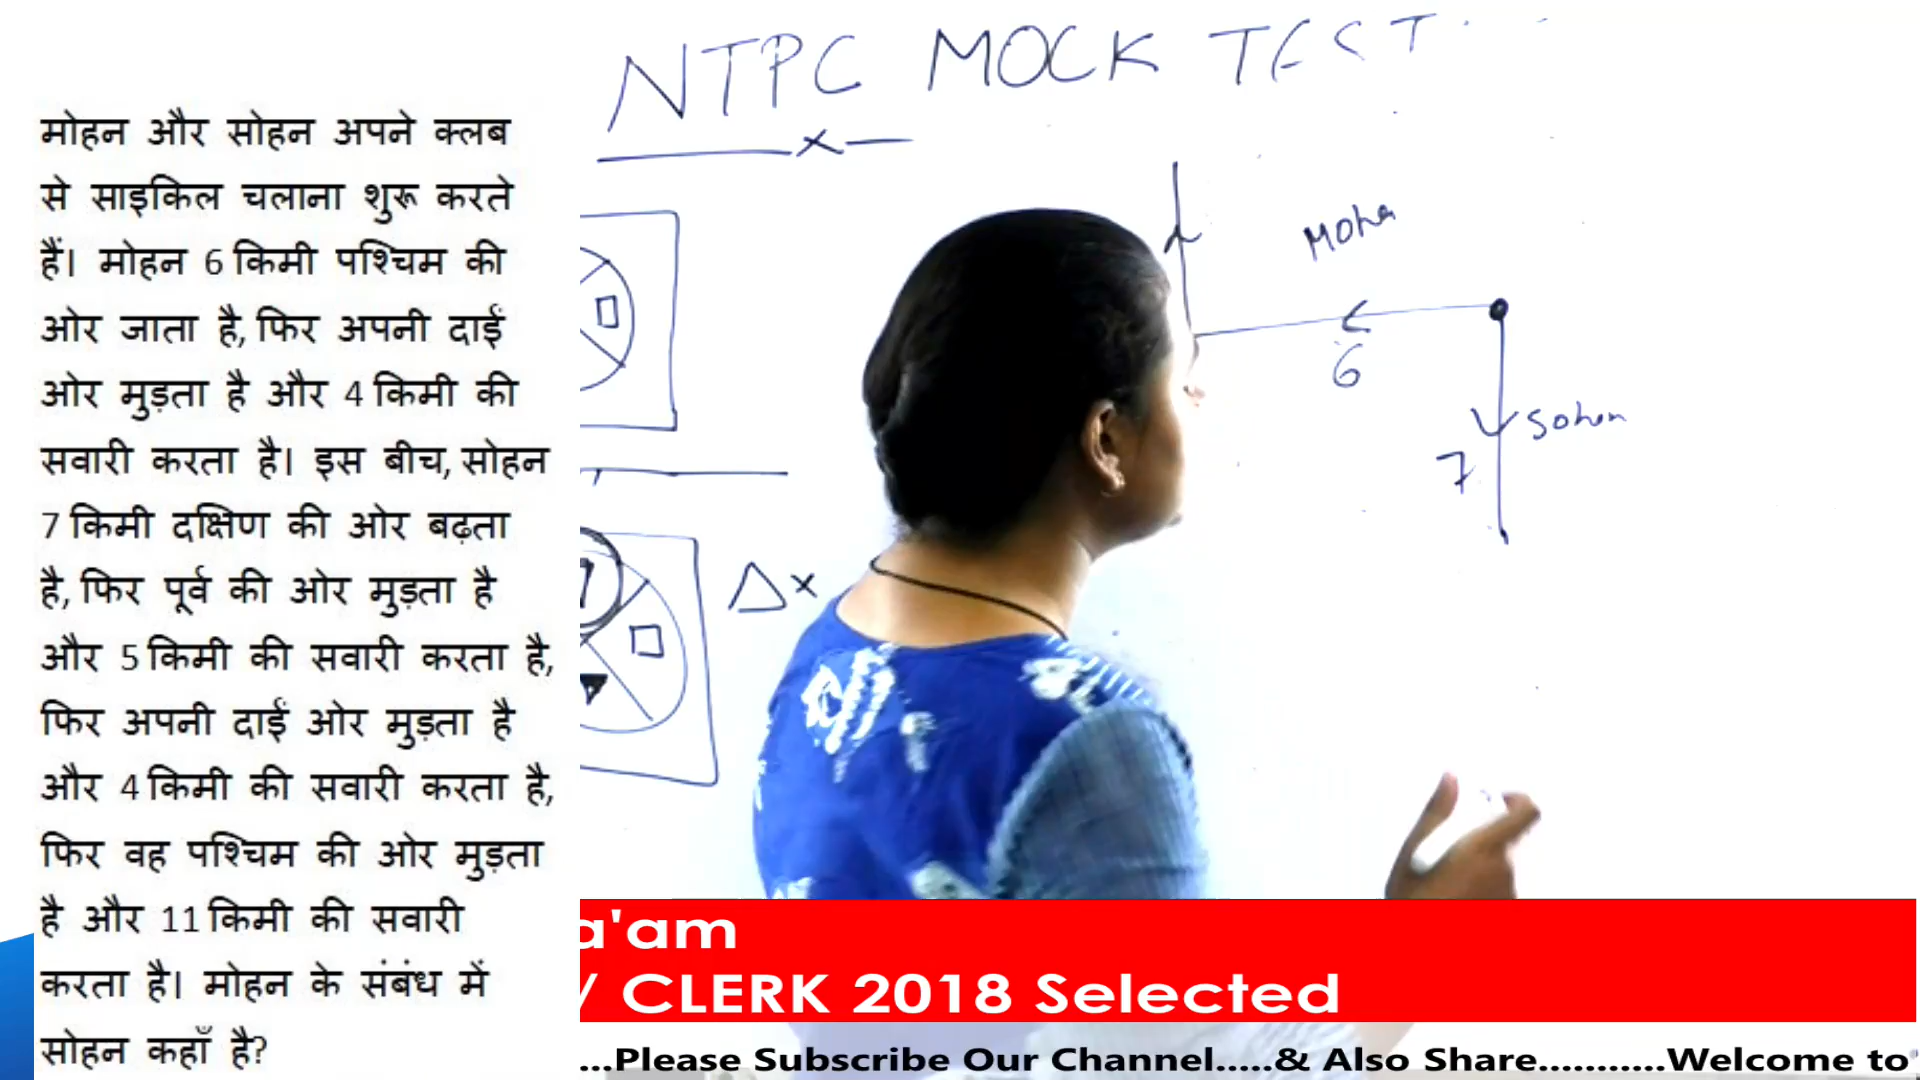 NTPC MOCK TEST
मोहन और सोहन अपने क्लब
से साइकिल चलाना शुरू करते
हैं। मोहन 6 किमी पश्चिम की
ओर जाता है, फिर अपनी दाईं
ओर मुड़ता है और 4 किमी की
सवारी करता है। इस बीच, सोहन
7 किमी दक्षिण की ओर बढ़ता
है, फिर पूर्व की ओर मुड़ता है
और 5 किमी की सवारी करता है,
फिर अपनी दाईं ओर मुड़ता है
और 4 किमी की सवारी करता है,
फिर वह पश्चिम की ओर मुड़ता
है और 11 किमी की सवारी
करता है। मोहन के संबंध में
सोहन कहाँ है?
Moha
6
Sohan
7
Δ×
a'am
/ CLERK 2018 Selected
...Please Subscribe Our Channel.....& Also Share...........Welcome to